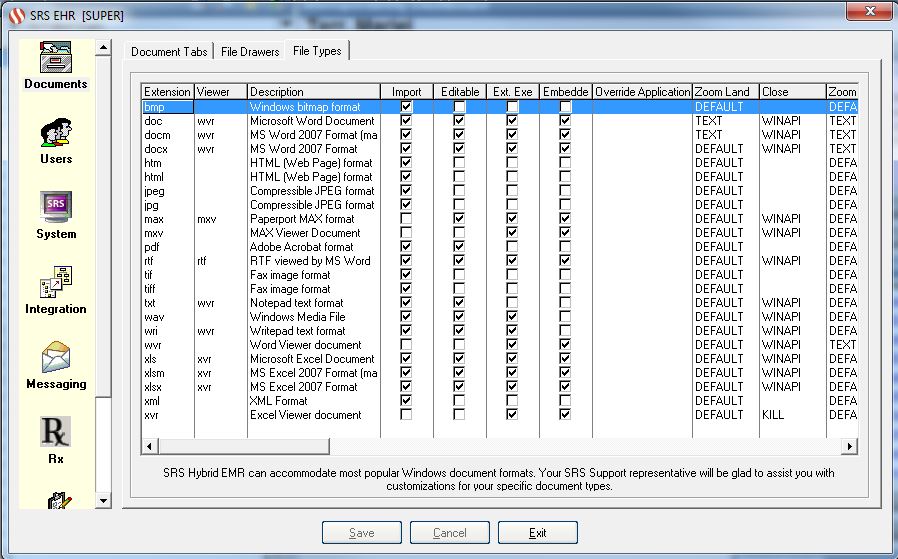 SRS EHR [SUPER]
Documents
Users
SRS
System
Integration
Messaging
Rx
Rx
Document Tabs File Drawers File Types
Extension Viewer Description Import Editable Ext. Exe Embedde Override Application Zoom Land Close Zoom
bmp Windows bitmap format DEFAULT DEFA
doc wvr Microsoft Word Document TEXT WINAPI TEXT
docm wvr MS Word 2007 Format (ma TEXT WINAPI TEXT
docx wvr MS Word 2007 Format DEFAULT WINAPI TEXT
htm HTML (Web Page) format DEFAULT DEFA
html HTML (Web Page) format DEFAULT DEFA
jpeg Compressible JPEG format DEFAULT DEFA
jpg Compressible JPEG format DEFAULT DEFA
max mxv Paperport MAX format DEFAULT WINAPI DEFA
mxv MAX Viewer Document DEFAULT WINAPI DEFA
pdf Adobe Acrobat format DEFAULT DEFA
rtf rtf RTF viewed by MS Word DEFAULT WINAPI DEFA
tif Fax image format DEFAULT DEFA
tiff Fax image format DEFAULT DEFA
txt wvr Notepad text format DEFAULT WINAPI DEFA
wav Windows Media File DEFAULT WINAPI DEFA
wri wvr Writepad text format DEFAULT WINAPI DEFA
wvr Word Viewer document DEFAULT WINAPI TEXT
xls xvr Microsoft Excel Document DEFAULT WINAPI DEFA
xlsm xvr MS Excel 2007 Format (ma DEFAULT WINAPI DEFA
xlsx xvr MS Excel 2007 Format DEFAULT WINAPI DEFA
xml XML Format DEFAULT DEFA
xvr Excel Viewer document DEFAULT KILL DEFA
SRS Hybrid EMR can accommodate most popular Windows document formats. Your SRS Support representative will be glad to assist you with
customizations for your specific document types.
Save Cancel Exit